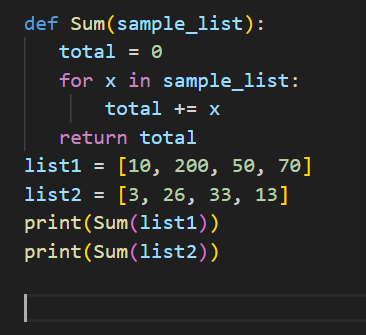 def Sum(sample_list):
    total = 0
    for x in sample_list:
        total += x
    return total
list1 = [10, 200, 50, 70]
list2 = [3, 26, 33, 13]
print(Sum(list1))
print(Sum(list2))